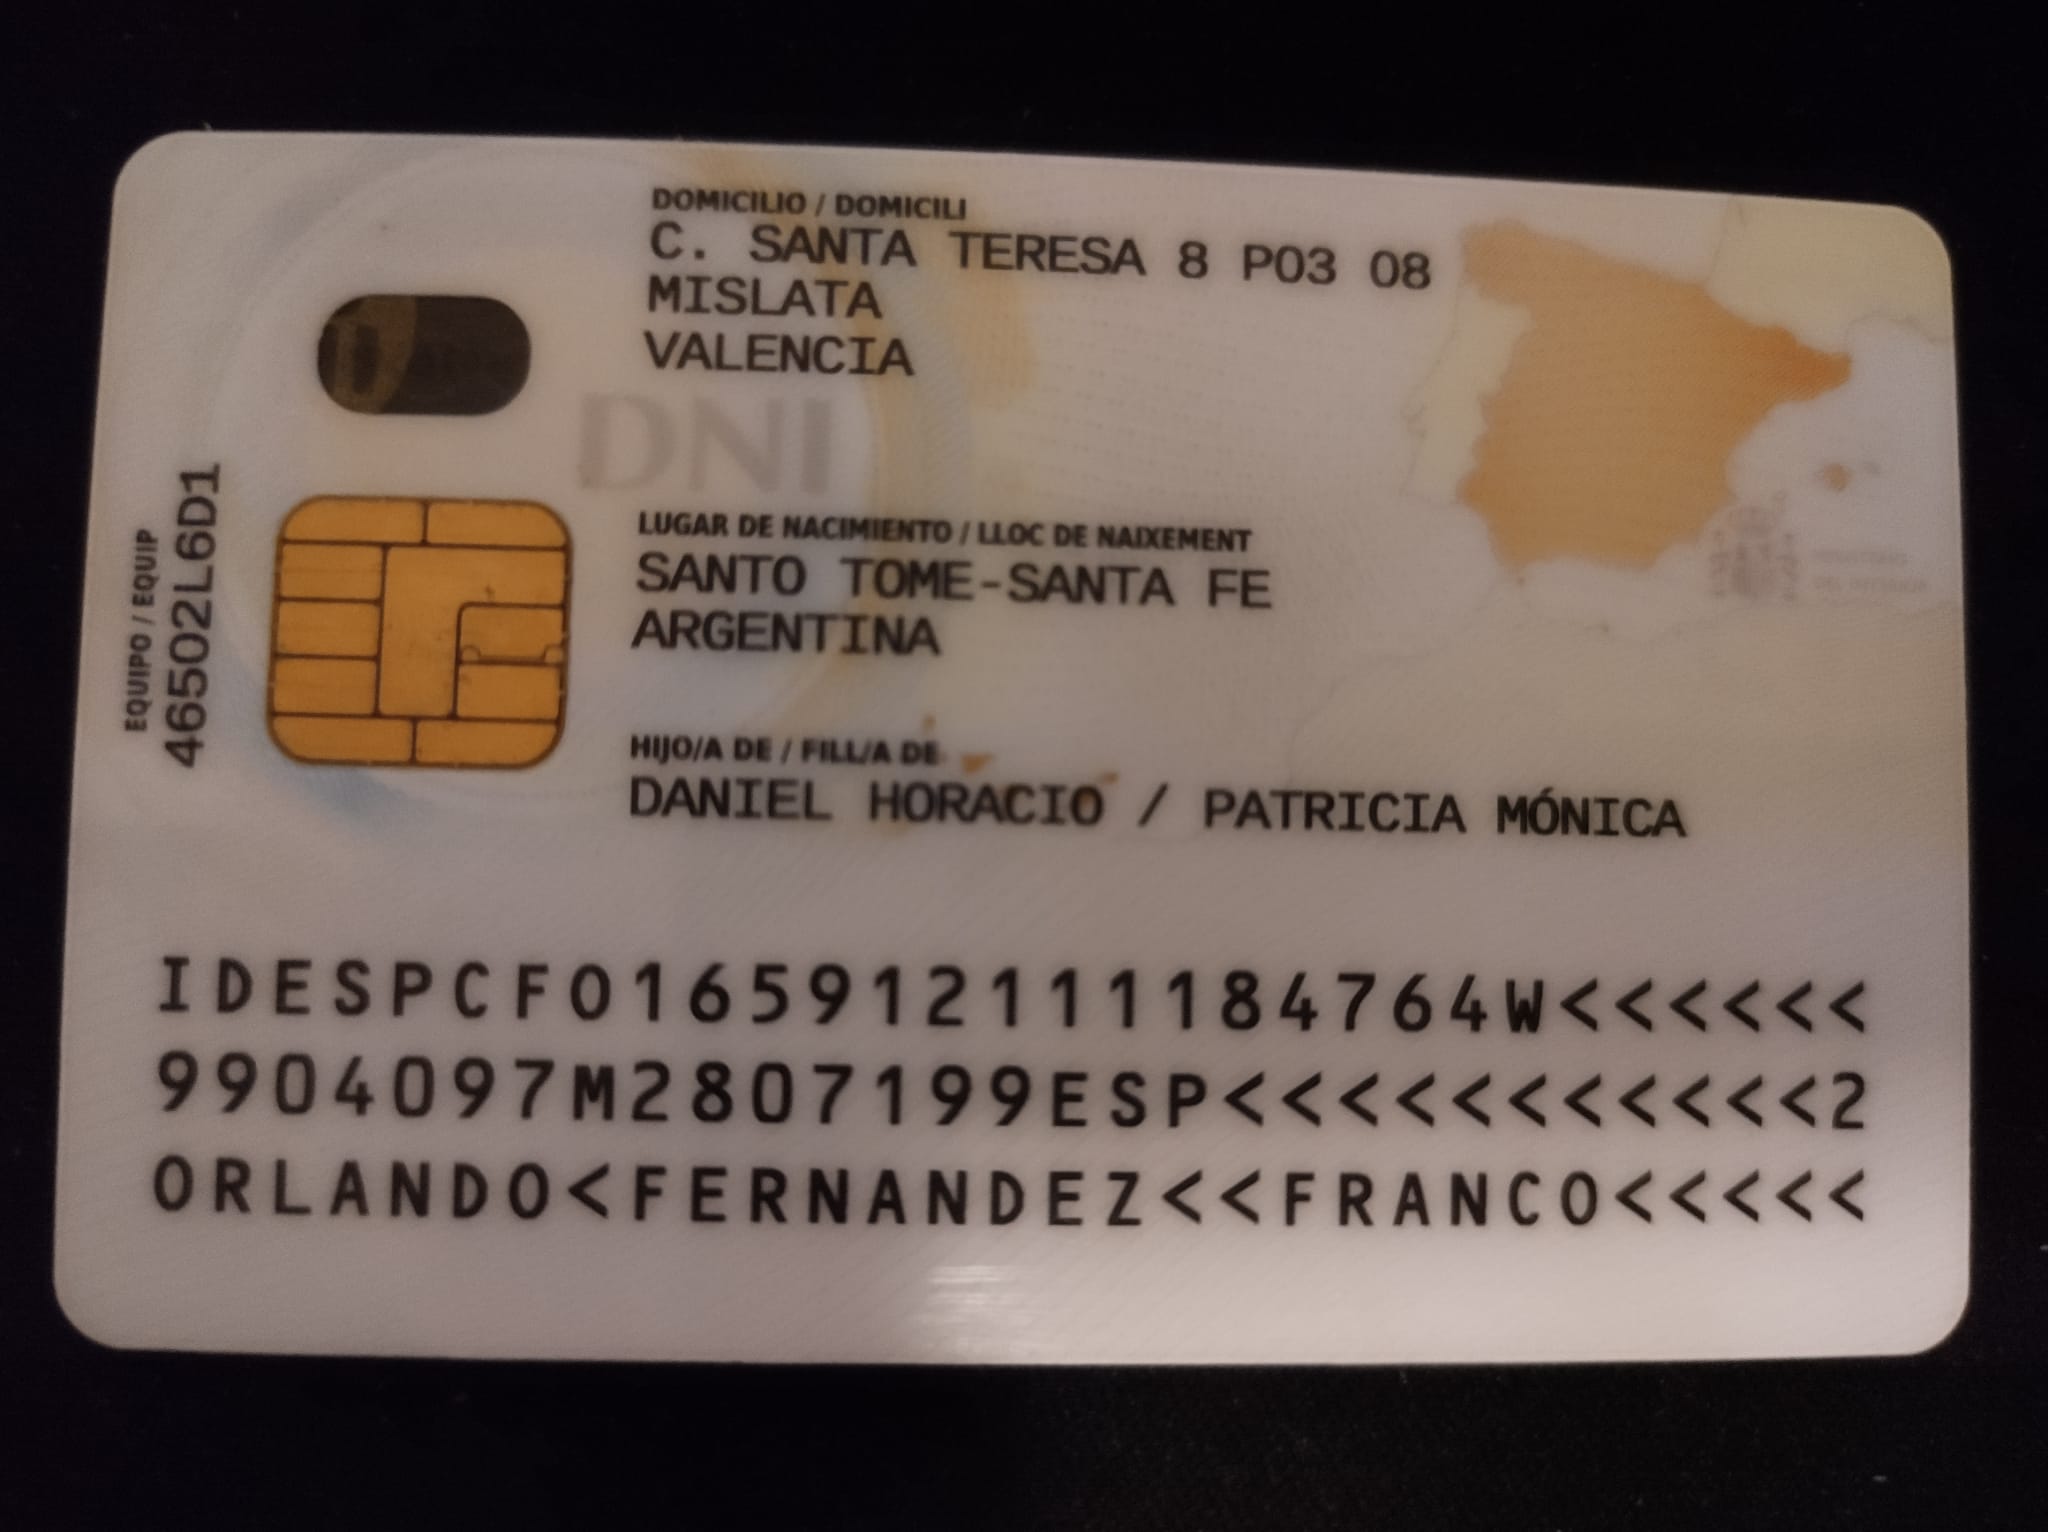 DOMICILIO / DOMICILI
C. SANTA TERESA 8 P03 08
MISLATA
VALENCIA
DNI
EQUIPO / EQUIP
46502L6D1
LUGAR DE NACIMIENTO / LLOC DE NAIXEMENT
SANTO TOME-SANTA FE
ARGENTINA
HIJO/A DE / FILL/A DE
DANIEL HORACIO / PATRICIA MÓNICA
IDESPCFO1659121111184764W<<<<<<
9904097M2807199ESP<<<<<<<<<<<2
ORLANDO<FERNANDEZ<<FRANCO<<<<<